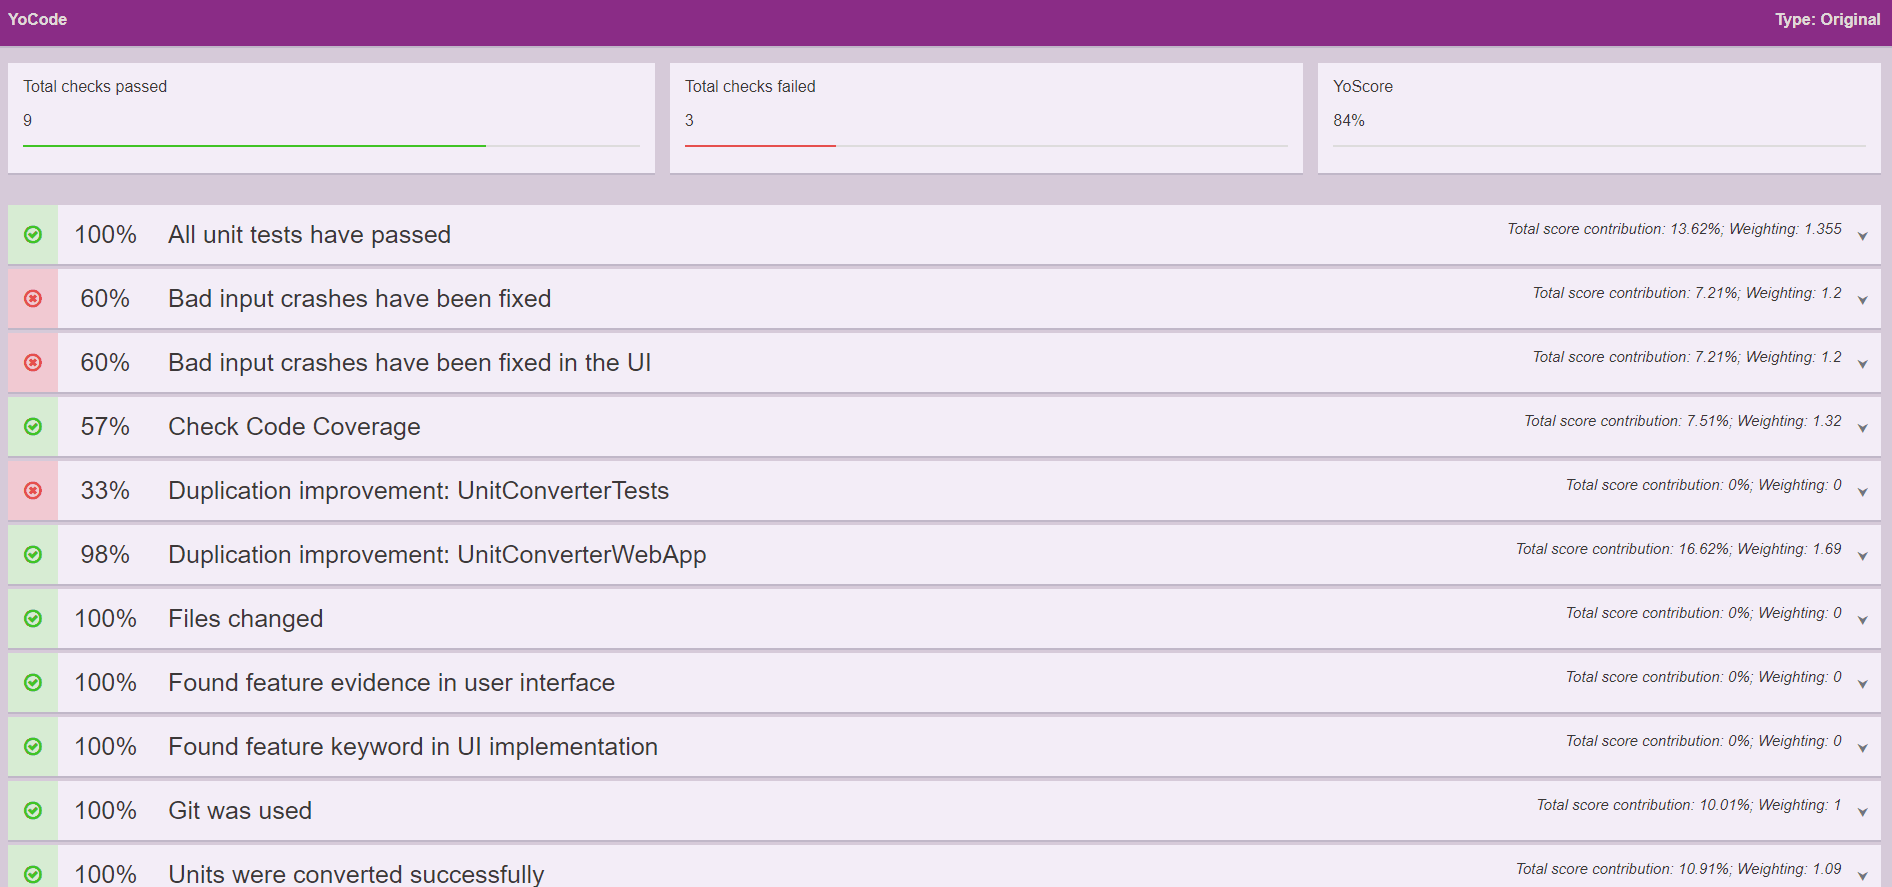 YoCode Type: Original
Total checks passed Total checks failed YoScore
9 3 84%
100% All unit tests have passed Total score contribution: 13.62%; Weighting: 1.355
60% Bad input crashes have been fixed Total score contribution: 7.21%; Weighting: 1.2
60% Bad input crashes have been fixed in the UI Total score contribution: 7.21%; Weighting: 1.2
57% Check Code Coverage Total score contribution: 7.51%; Weighting: 1.32
33% Duplication improvement: UnitConverterTests Total score contribution: 0%; Weighting: 0
98% Duplication improvement: UnitConverterWebApp Total score contribution: 16.62%; Weighting: 1.69
100% Files changed Total score contribution: 0%; Weighting: 0
100% Found feature evidence in user interface Total score contribution: 0%; Weighting: 0
100% Found feature keyword in UI implementation Total score contribution: 0%; Weighting: 0
100% Git was used Total score contribution: 10.01%; Weighting: 1
100% Units were converted successfully Total score contribution: 10.91%; Weighting: 1.09